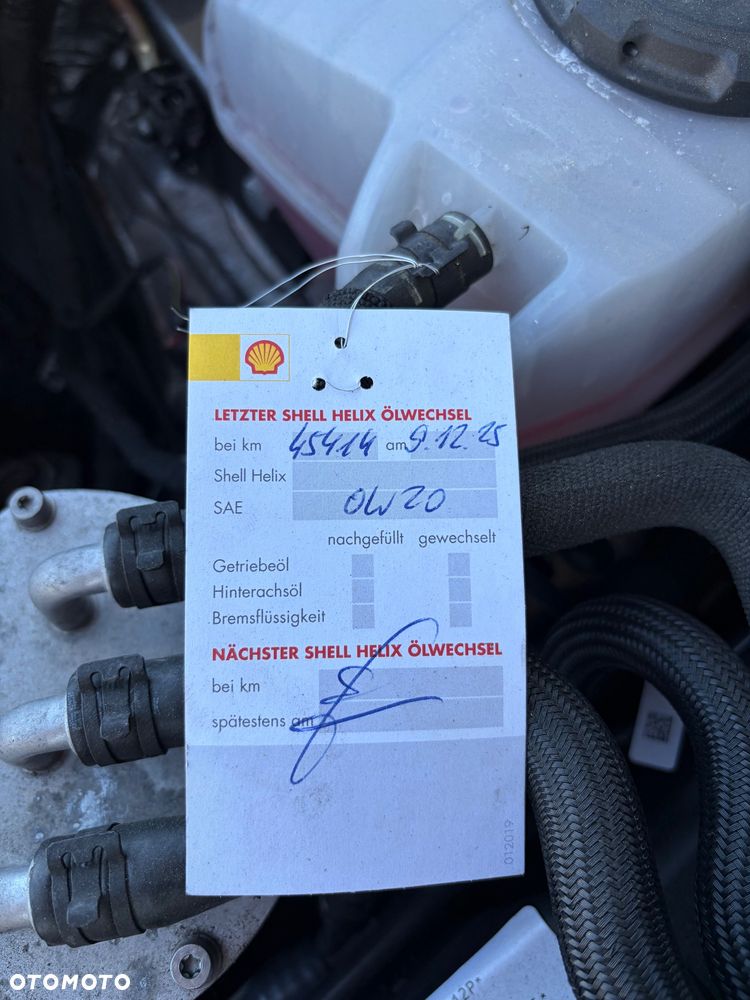 LETZTER SHELL HELIX ÖLWECHSEL
bei km 45414 am 9.12.25
Shell Helix
SAE 0W20
nachgefüllt gewechselt
Getriebeöl
Hinterachsöl
Bremsflüssigkeit
NÄCHSTER SHELL HELIX ÖLWECHSEL
bei km
spätestens am
012019
12P*
OTOMOTO